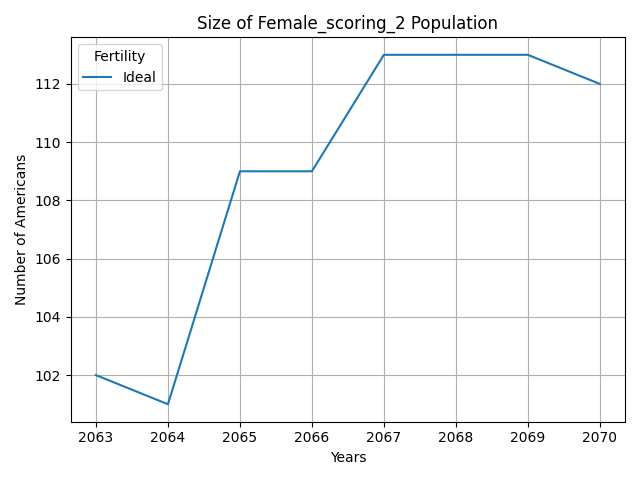 Size of Female_scoring_2 Population
Fertility
Ideal
112
110
108
106
104
102
Number of Americans
2063 2064 2065 2066 2067 2068 2069 2070
Years